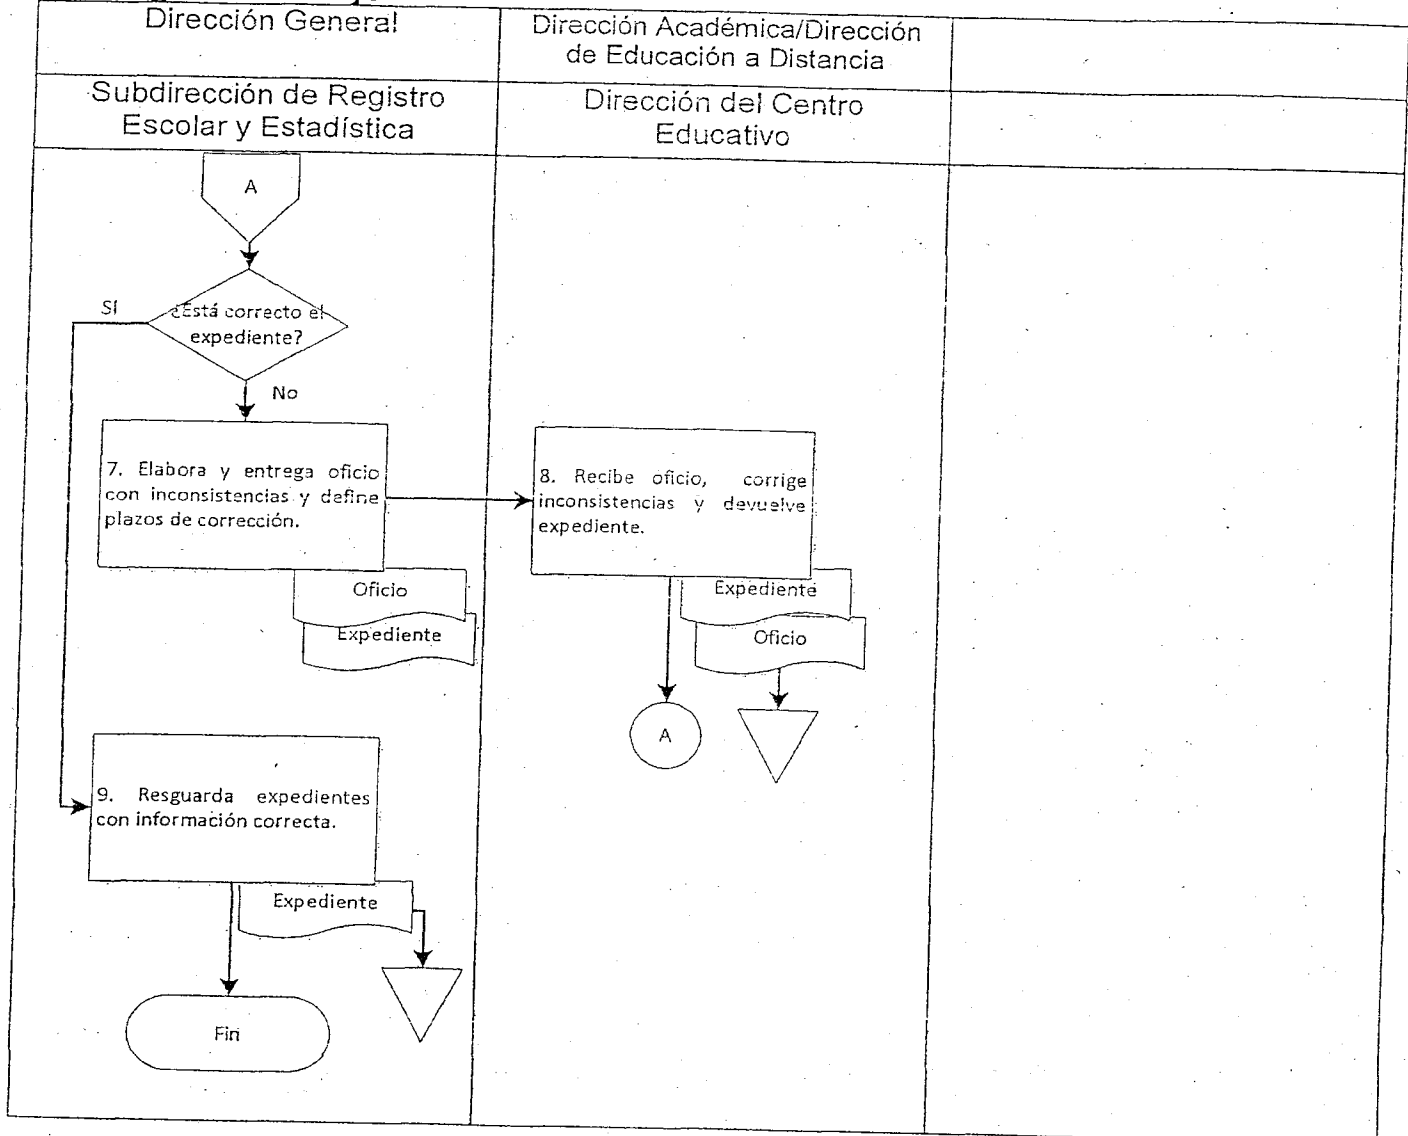 Dirección General
Dirección Académica/Dirección
de Educación a Distancia
Subdirección de Registro
Escolar y Estadística
Dirección del Centro
Educativo
A
¿Está correcto el
expediente?
SI
No
7. Elabora y entrega oficio
con inconsistencias y define
plazos de corrección.
Oficio
Expediente
8. Recibe oficio, corrige
inconsistencias y devuelve
expediente.
Expediente
Oficio
A
9. Resguarda expedientes
con información correcta.
Expediente
Fin